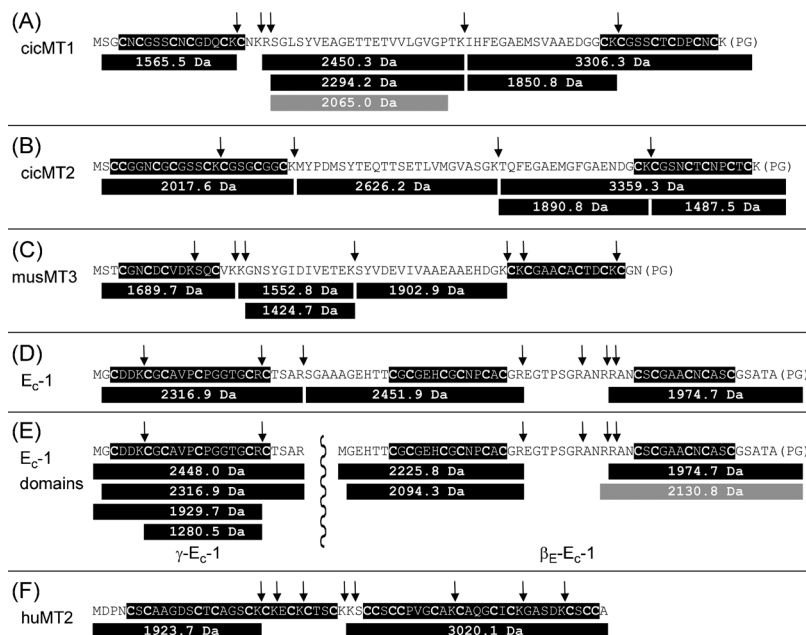 (A)
cicMT1
MSGCNCGSSCNCGDQCKCNKRSGLSYVEAGETTETVVLGVGPTKIHFEGAEMSVAAEDGGCKCGSSCTCDPCNCK(PG)
1565.5 Da
2450.3 Da
3306.3 Da
2294.2 Da
1850.8 Da
2065.0 Da
(B)
cicMT2
MSCCGGNCGCGSSCKCGSGCGGCKMYPDMSYTEQTTSETLVMGVASGKTQFEGAEMGFGAENDGCKCGSNCTCNPCTCK(PG)
2017.6 Da
2626.2 Da
3359.3 Da
1890.8 Da
1487.5 Da
(C)
musMT3
MSTCGNCDCVDKSQCVKKGNSYGIDIVETEKSYVDEVIVAAEAAEHDGKCKCGAACACTDCKCGN(PG)
1689.7 Da
1552.8 Da
1902.9 Da
1424.7 Da
(D)
Ec-1
MGCDDKCGCAVPCPGGTGCRCTSARSGAAAGEHTTCGCGEHCGCNPCACGREGTPSGRANRRANCSCGAACNCASCGSATA(PG)
2316.9 Da
2451.9 Da
1974.7 Da
(E)
Ec-1
domains
MGCDDKCGCAVPCPGGTGCRCTSAR
MGEHTTCGCGEHCGCNPCACGREGTPSGRANRRANCSCGAACNCASCGSATA(PG)
2448.0 Da
2225.8 Da
1974.7 Da
2316.9 Da
2094.3 Da
2130.8 Da
1929.7 Da
1280.5 Da
γ-Ec-1
βE-Ec-1
(F)
huMT2
MDPNCSCAAGDSCTCAGSCKCKECKCTSCKKSCCSCCPVGCAKCAQGCICKGASDKCSCCA
1923.7 Da
3020.1 Da